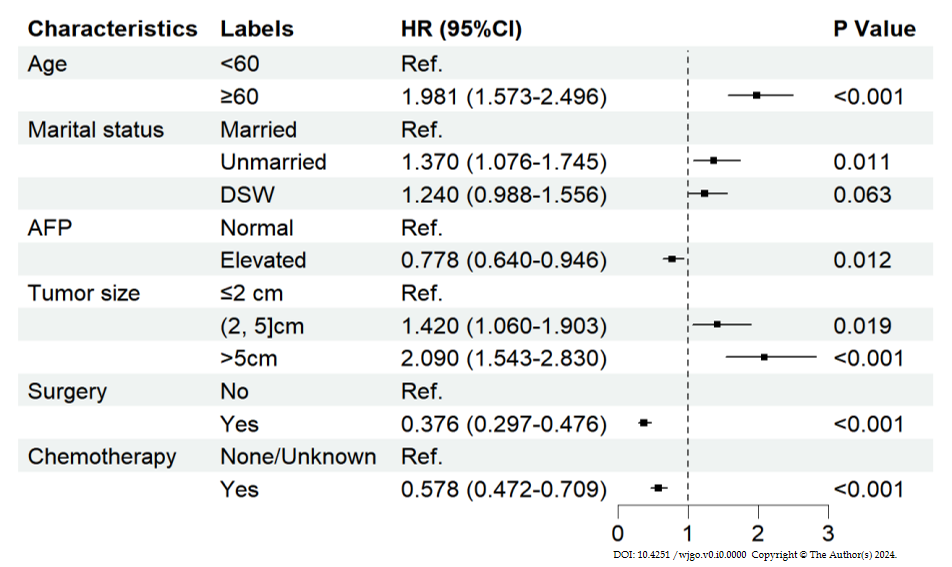 Characteristics Labels HR (95%CI) P Value
Age <60 Ref.
≥60 1.981 (1.573-2.496) <0.001
Marital status Married Ref.
Unmarried 1.370 (1.076-1.745) 0.011
DSW 1.240 (0.988-1.556) 0.063
AFP Normal Ref.
Elevated 0.778 (0.640-0.946) 0.012
Tumor size ≤2 cm Ref.
(2, 5]cm 1.420 (1.060-1.903) 0.019
>5cm 2.090 (1.543-2.830) <0.001
Surgery No Ref.
Yes 0.376 (0.297-0.476) <0.001
Chemotherapy None/Unknown Ref.
Yes 0.578 (0.472-0.709) <0.001
0 1 2 3
DOI: 10.4251 /wjgo.v0.i0.0000 Copyright © The Author(s) 2024.